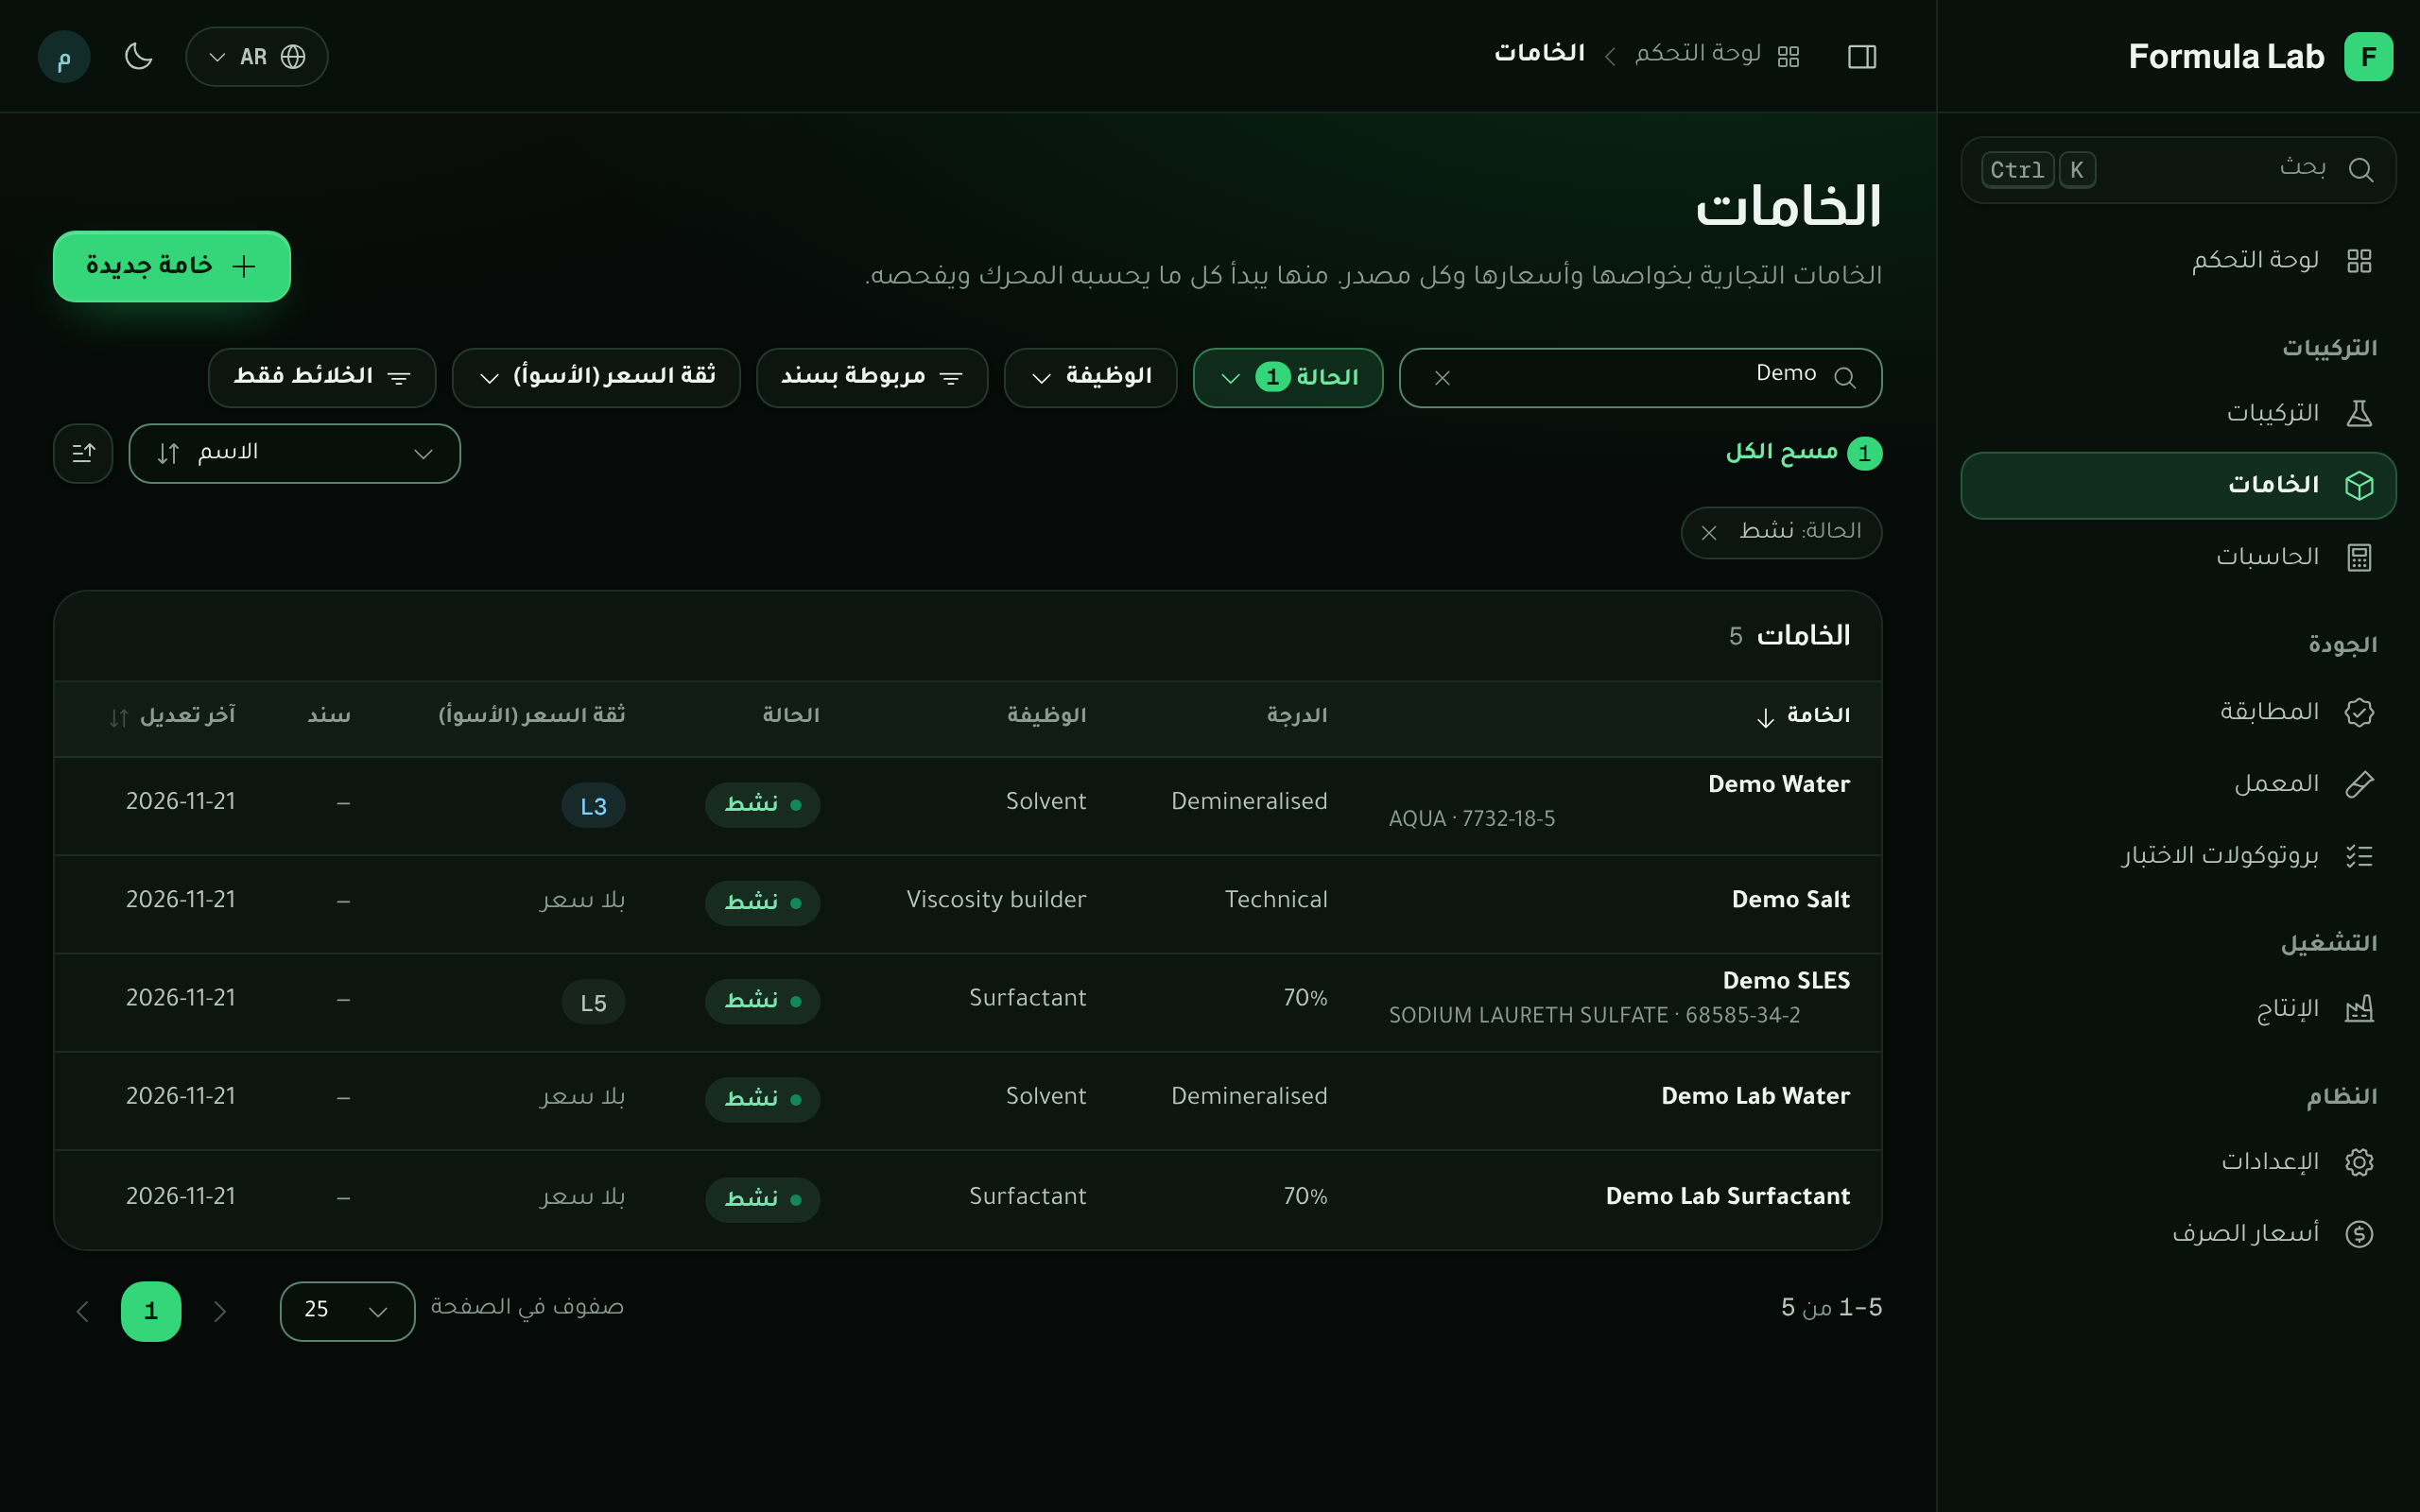 F Formula Lab
لوحة التحكم
الخامات
AR
م
بحث
Ctrl K
لوحة التحكم
التركيبات
التركيبات
الخامات
الحاسبات
الجودة
المطابقة
المعمل
بروتوكولات الاختبار
التشغيل
الإنتاج
النظام
الإعدادات
أسعار الصرف
الخامات
الخامات التجارية بخواصها وأسعارها وكل مصدر. منها يبدأ كل ما يحسبه المحرك ويفحصه.
خامة جديدة
Demo
الحالة 1
الوظيفة
مربوطة بسند
ثقة السعر (الأسوأ)
الخلائط فقط
1 مسح الكل
الاسم
الحالة: نشط
الخامات 5
الخامة الدرجة الوظيفة الحالة ثقة السعر (الأسوأ) سند آخر تعديل
Demo Water
AQUA · 7732-18-5
Demineralised
Solvent
نشط
L3
–
2026-11-21
Demo Salt
Technical
Viscosity builder
نشط
بلا سعر
–
2026-11-21
Demo SLES
SODIUM LAURETH SULFATE · 68585-34-2
70%
Surfactant
نشط
L5
–
2026-11-21
Demo Lab Water
Demineralised
Solvent
نشط
بلا سعر
–
2026-11-21
Demo Lab Surfactant
70%
Surfactant
نشط
بلا سعر
–
2026-11-21
1–5 من 5
صفوف في الصفحة
25
1